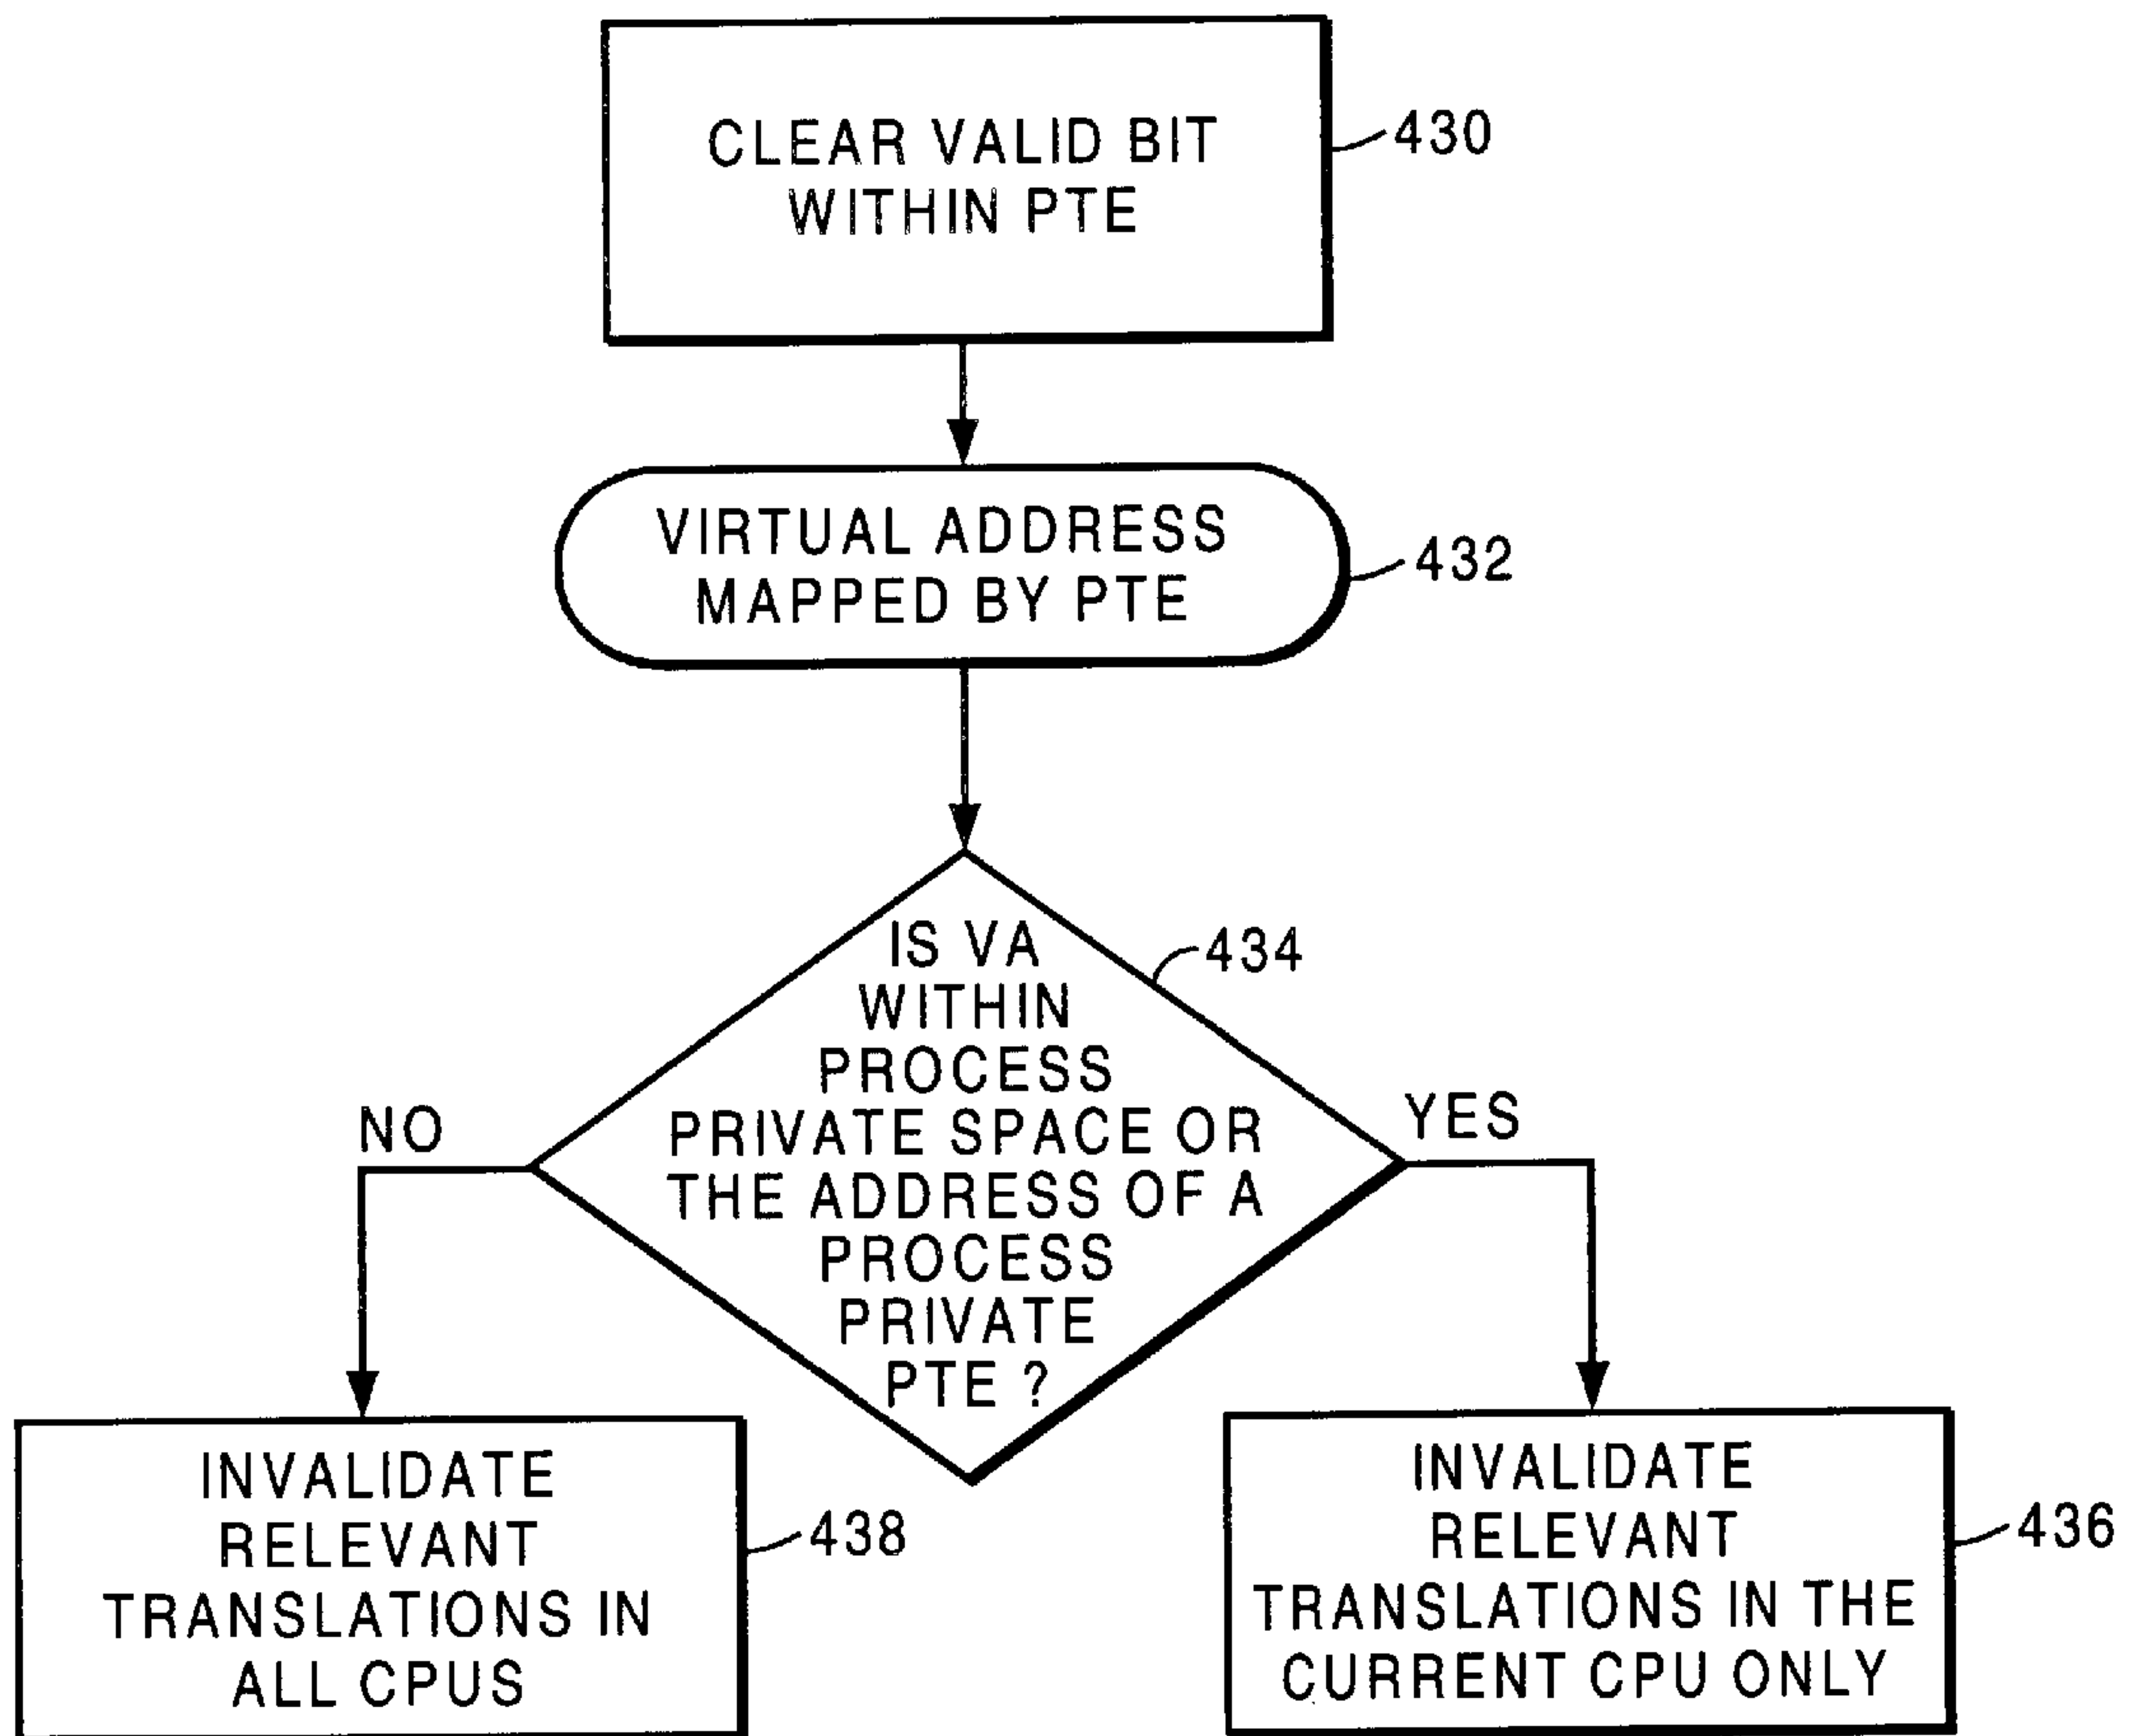 CLEAR VALID BIT
WITHIN PTE
430
VIRTUAL ADDRESS
MAPPED BY PTE
432
IS VA
WITHIN
PROCESS
PRIVATE SPACE OR
THE ADDRESS OF A
PROCESS
PRIVATE
PTE ?
434
NO
YES
INVALIDATE
RELEVANT
TRANSLATIONS IN
ALL CPUS
438
INVALIDATE
RELEVANT
TRANSLATIONS IN THE
CURRENT CPU ONLY
436